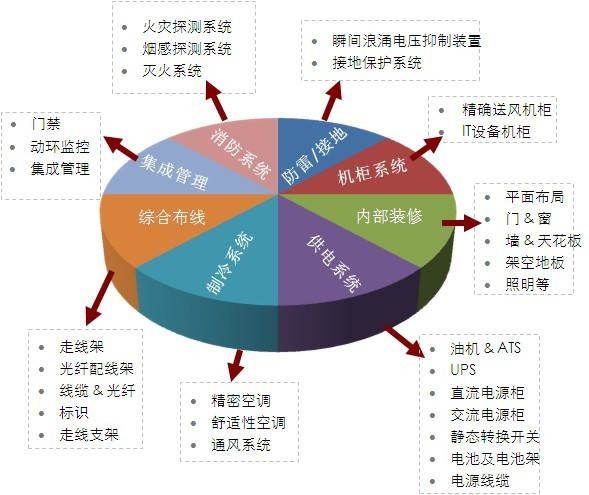 火灾探测系统
烟感探测系统
灭火系统
瞬间浪涌电压抑制装置
接地保护系统
门禁
动环监控
集成管理
精确送风机柜
IT设备机柜
消防系统
防雷/接地
集成管理
机柜系统
综合布线
内部装修
制冷系统
供电系统
平面布局
门 & 窗
墙 & 天花板
架空地板
照明等
走线架
光纤配线架
线缆 & 光纤
标识
走线支架
精密空调
舒适性空调
通风系统
油机 & ATS
UPS
直流电源柜
交流电源柜
静态转换开关
电池及电池架
电源线缆